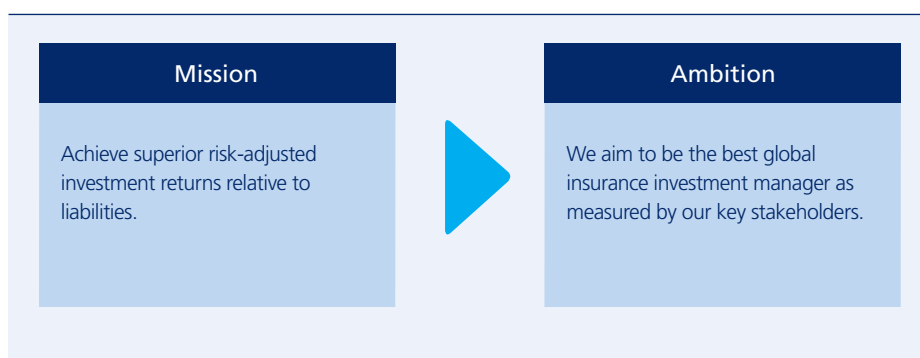 Mission
Achieve superior risk-adjusted
investment returns relative to
liabilities.
Ambition
We aim to be the best global
insurance investment manager as
measured by our key stakeholders.